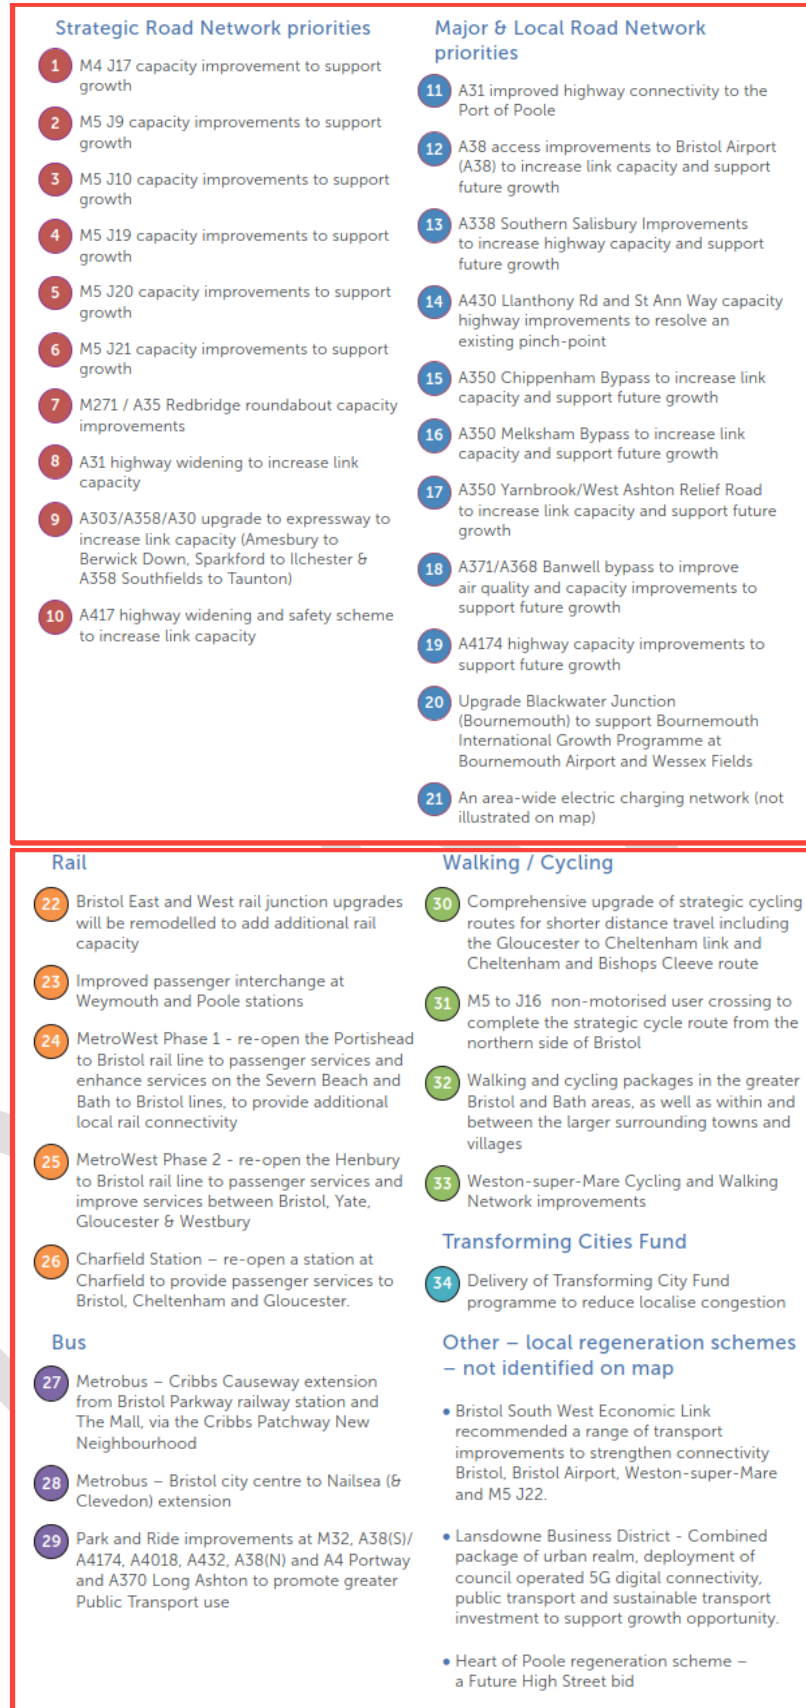 Strategic Road Network priorities
1 M4 J17 capacity improvement to support
growth
2 M5 J9 capacity improvements to support
growth
3 M5 J10 capacity improvements to support
growth
4 M5 J19 capacity improvements to support
growth
5 M5 J20 capacity improvements to support
growth
6 M5 J21 capacity improvements to support
growth
7 M271 / A35 Redbridge roundabout capacity
improvements
8 A31 highway widening to increase link
capacity
9 A303/A358/A30 upgrade to expressway to
increase link capacity (Amesbury to
Berwick Down, Sparkford to Ilchester &
A358 Southfields to Taunton)
10 A417 highway widening and safety scheme
to increase link capacity
Major & Local Road Network
priorities
11 A31 improved highway connectivity to the
Port of Poole
12 A38 access improvements to Bristol Airport
(A38) to increase link capacity and support
future growth
13 A338 Southern Salisbury Improvements
to increase highway capacity and support
future growth
14 A430 Llanthony Rd and St Ann Way capacity
highway improvements to resolve an
existing pinch-point
15 A350 Chippenham Bypass to increase link
capacity and support future growth
16 A350 Melksham Bypass to increase link
capacity and support future growth
17 A350 Yarnbrook/West Ashton Relief Road
to increase link capacity and support future
growth
18 A371/A368 Banwell bypass to improve
air quality and capacity improvements to
support future growth
19 A4174 highway capacity improvements to
support future growth
20 Upgrade Blackwater Junction
(Bournemouth) to support Bournemouth
International Growth Programme at
Bournemouth Airport and Wessex Fields
21 An area-wide electric charging network (not
illustrated on map)
Rail
22 Bristol East and West rail junction upgrades
will be remodelled to add additional rail
capacity
23 Improved passenger interchange at
Weymouth and Poole stations
24 MetroWest Phase 1 - re-open the Portishead
to Bristol rail line to passenger services and
enhance services on the Severn Beach and
Bath to Bristol lines, to provide additional
local rail connectivity
25 MetroWest Phase 2 - re-open the Henbury
to Bristol rail line to passenger services and
improve services between Bristol, Yate,
Gloucester & Westbury
26 Charfield Station – re-open a station at
Charfield to provide passenger services to
Bristol, Cheltenham and Gloucester.
Bus
27 Metrobus – Cribbs Causeway extension
from Bristol Parkway railway station and
The Mall, via the Cribbs Patchway New
Neighbourhood
28 Metrobus – Bristol city centre to Nailsea (&
Clevedon) extension
29 Park and Ride improvements at M32, A38(S)/
A4174, A4018, A432, A38(N) and A4 Portway
and A370 Long Ashton to promote greater
Public Transport use
Walking / Cycling
30 Comprehensive upgrade of strategic cycling
routes for shorter distance travel including
the Gloucester to Cheltenham link and
Cheltenham and Bishops Cleeve route
31 M5 to J16 non-motorised user crossing to
complete the strategic cycle route from the
northern side of Bristol
32 Walking and cycling packages in the greater
Bristol and Bath areas, as well as within and
between the larger surrounding towns and
villages
33 Weston-super-Mare Cycling and Walking
Network improvements
Transforming Cities Fund
34 Delivery of Transforming City Fund
programme to reduce localise congestion
Other – local regeneration schemes
– not identified on map
• Bristol South West Economic Link
recommended a range of transport
improvements to strengthen connectivity
Bristol, Bristol Airport, Weston-super-Mare
and M5 J22.
• Lansdowne Business District - Combined
package of urban realm, deployment of
council operated 5G digital connectivity,
public transport and sustainable transport
investment to support growth opportunity.
• Heart of Poole regeneration scheme –
a Future High Street bid